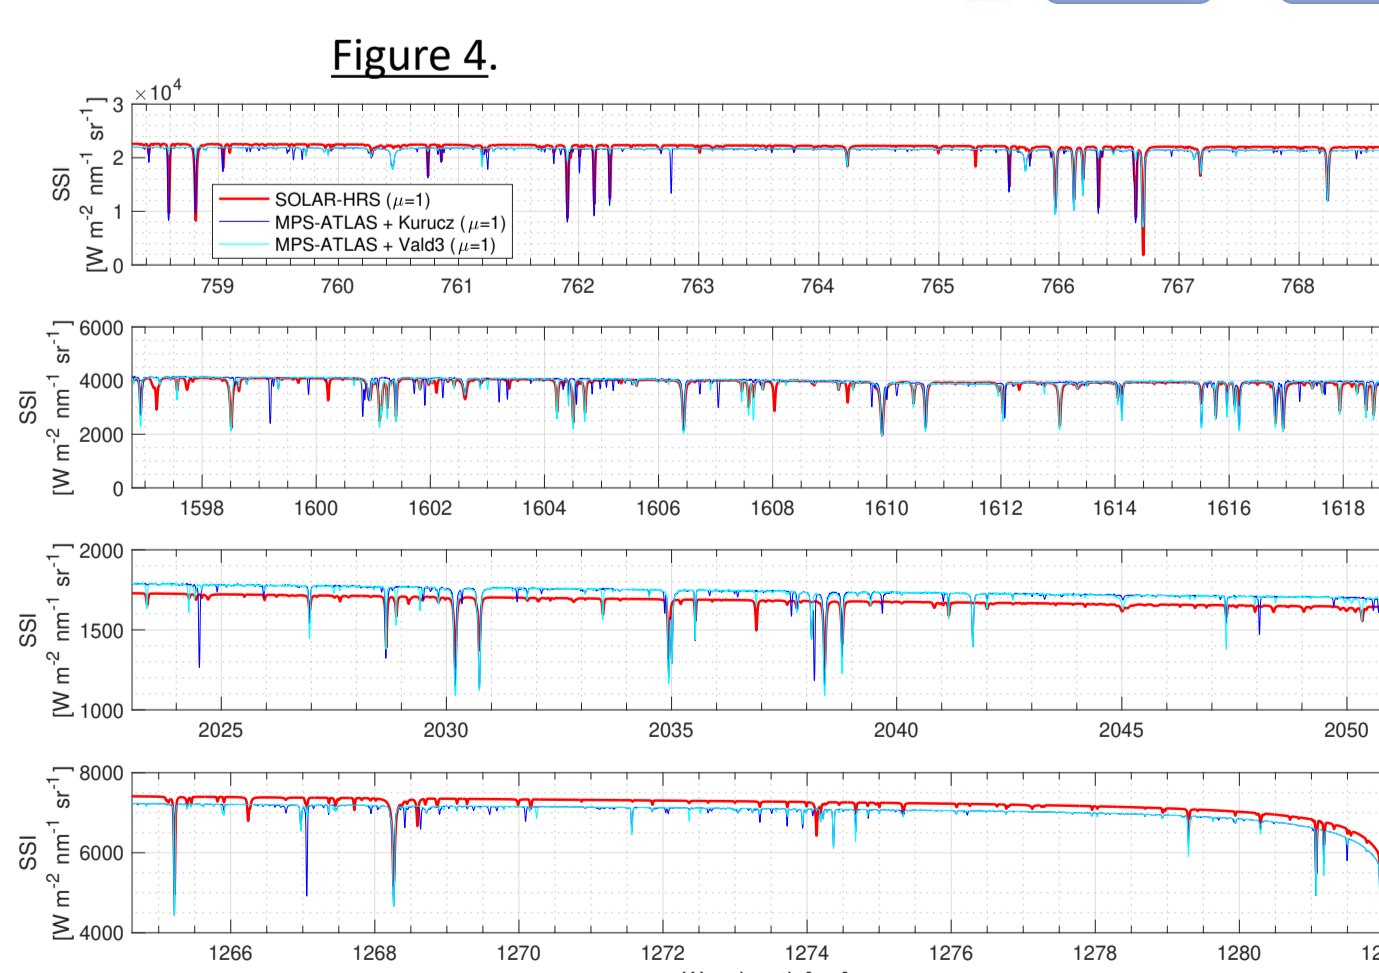 Figure 4.
×10⁴
3
2
1
0
SSI
[W m⁻² nm⁻¹ sr⁻¹]
SOLAR-HRS (μ=1)
MPS-ATLAS + Kurucz (μ=1)
MPS-ATLAS + Vald3 (μ=1)
759 760 761 762 763 764 765 766 767 768
6000
4000
2000
0
SSI
[W m⁻² nm⁻¹ sr⁻¹]
1598 1600 1602 1604 1606 1608 1610 1612 1614 1616 1618
2000
1500
1000
SSI
[W m⁻² nm⁻¹ sr⁻¹]
2025 2030 2035 2040 2045 2050
8000
6000
4000
SSI
[W m⁻² nm⁻¹ sr⁻¹]
1266 1268 1270 1272 1274 1276 1278 1280 12